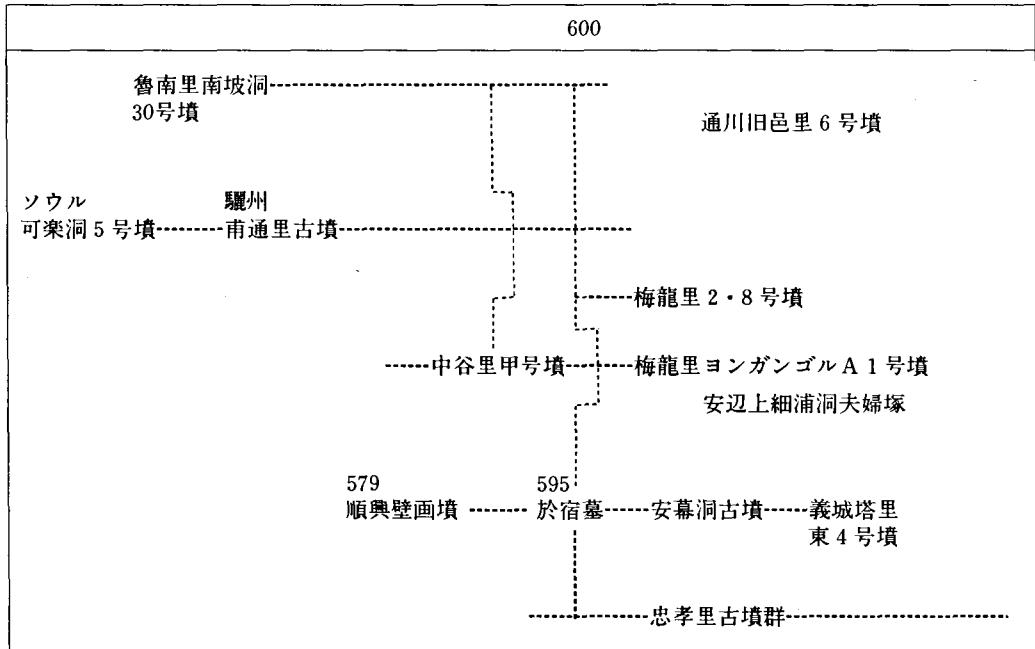 600
魯南里南坡洞
30号墳
通川旧邑里6号墳
ソウル
可楽洞5号墳
驪州
甫通里古墳
梅龍里2・8号墳
中谷里甲号墳
梅龍里ヨンガンゴルA1号墳
安辺上細浦洞夫婦塚
579
順興壁画墳
595
於宿墓
安幕洞古墳
義城塔里
東4号墳
忠孝里古墳群